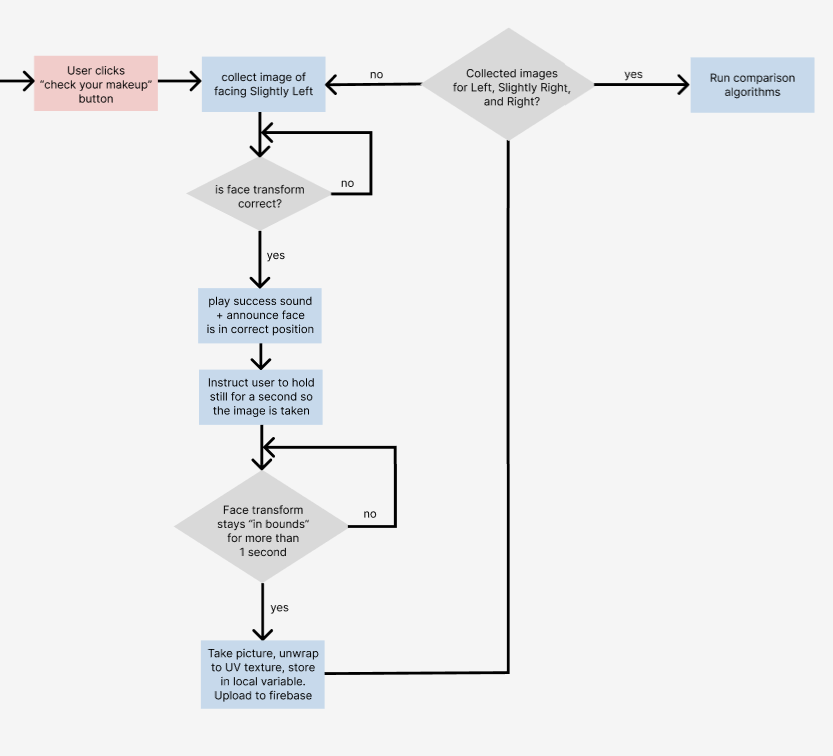 User clicks
“check your makeup”
button
collect image of
facing Slightly Left
no
Collected images
for Left, Slightly Right,
and Right?
yes
Run comparison
algorithms
is face transform
correct?
no
yes
play success sound
+ announce face
is in correct position
Instruct user to hold
still for a second so
the image is taken
Face transform
stays “in bounds”
for more than
1 second
no
yes
Take picture, unwrap
to UV texture, store
in local variable.
Upload to firebase